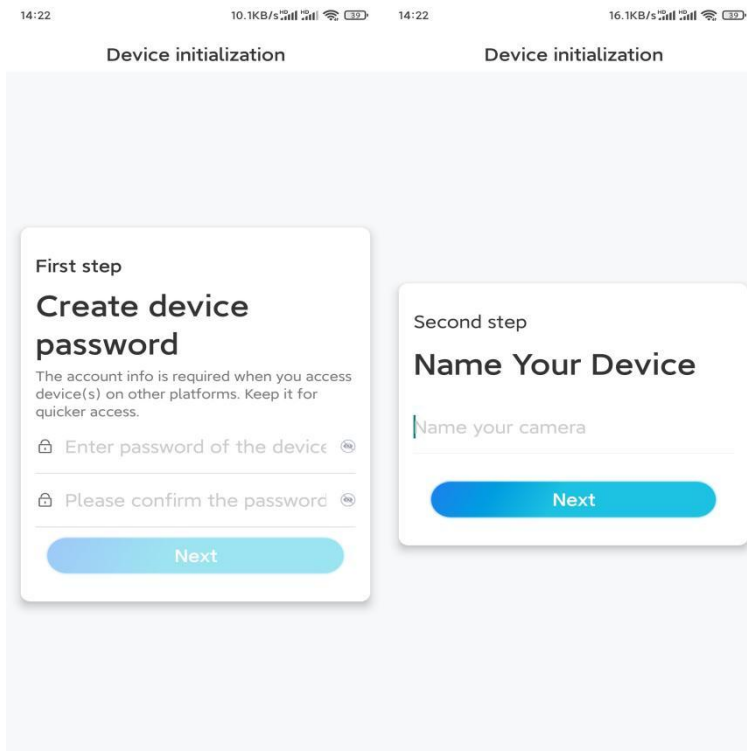 14:22
10.1KB/s
39
Device initialization
First step
Create device
password
The account info is required when you access
device(s) on other platforms. Keep it for
quicker access.
Enter password of the device
Please confirm the password
Next
14:22
16.1KB/s
39
Device initialization
Second step
Name Your Device
Name your camera
Next